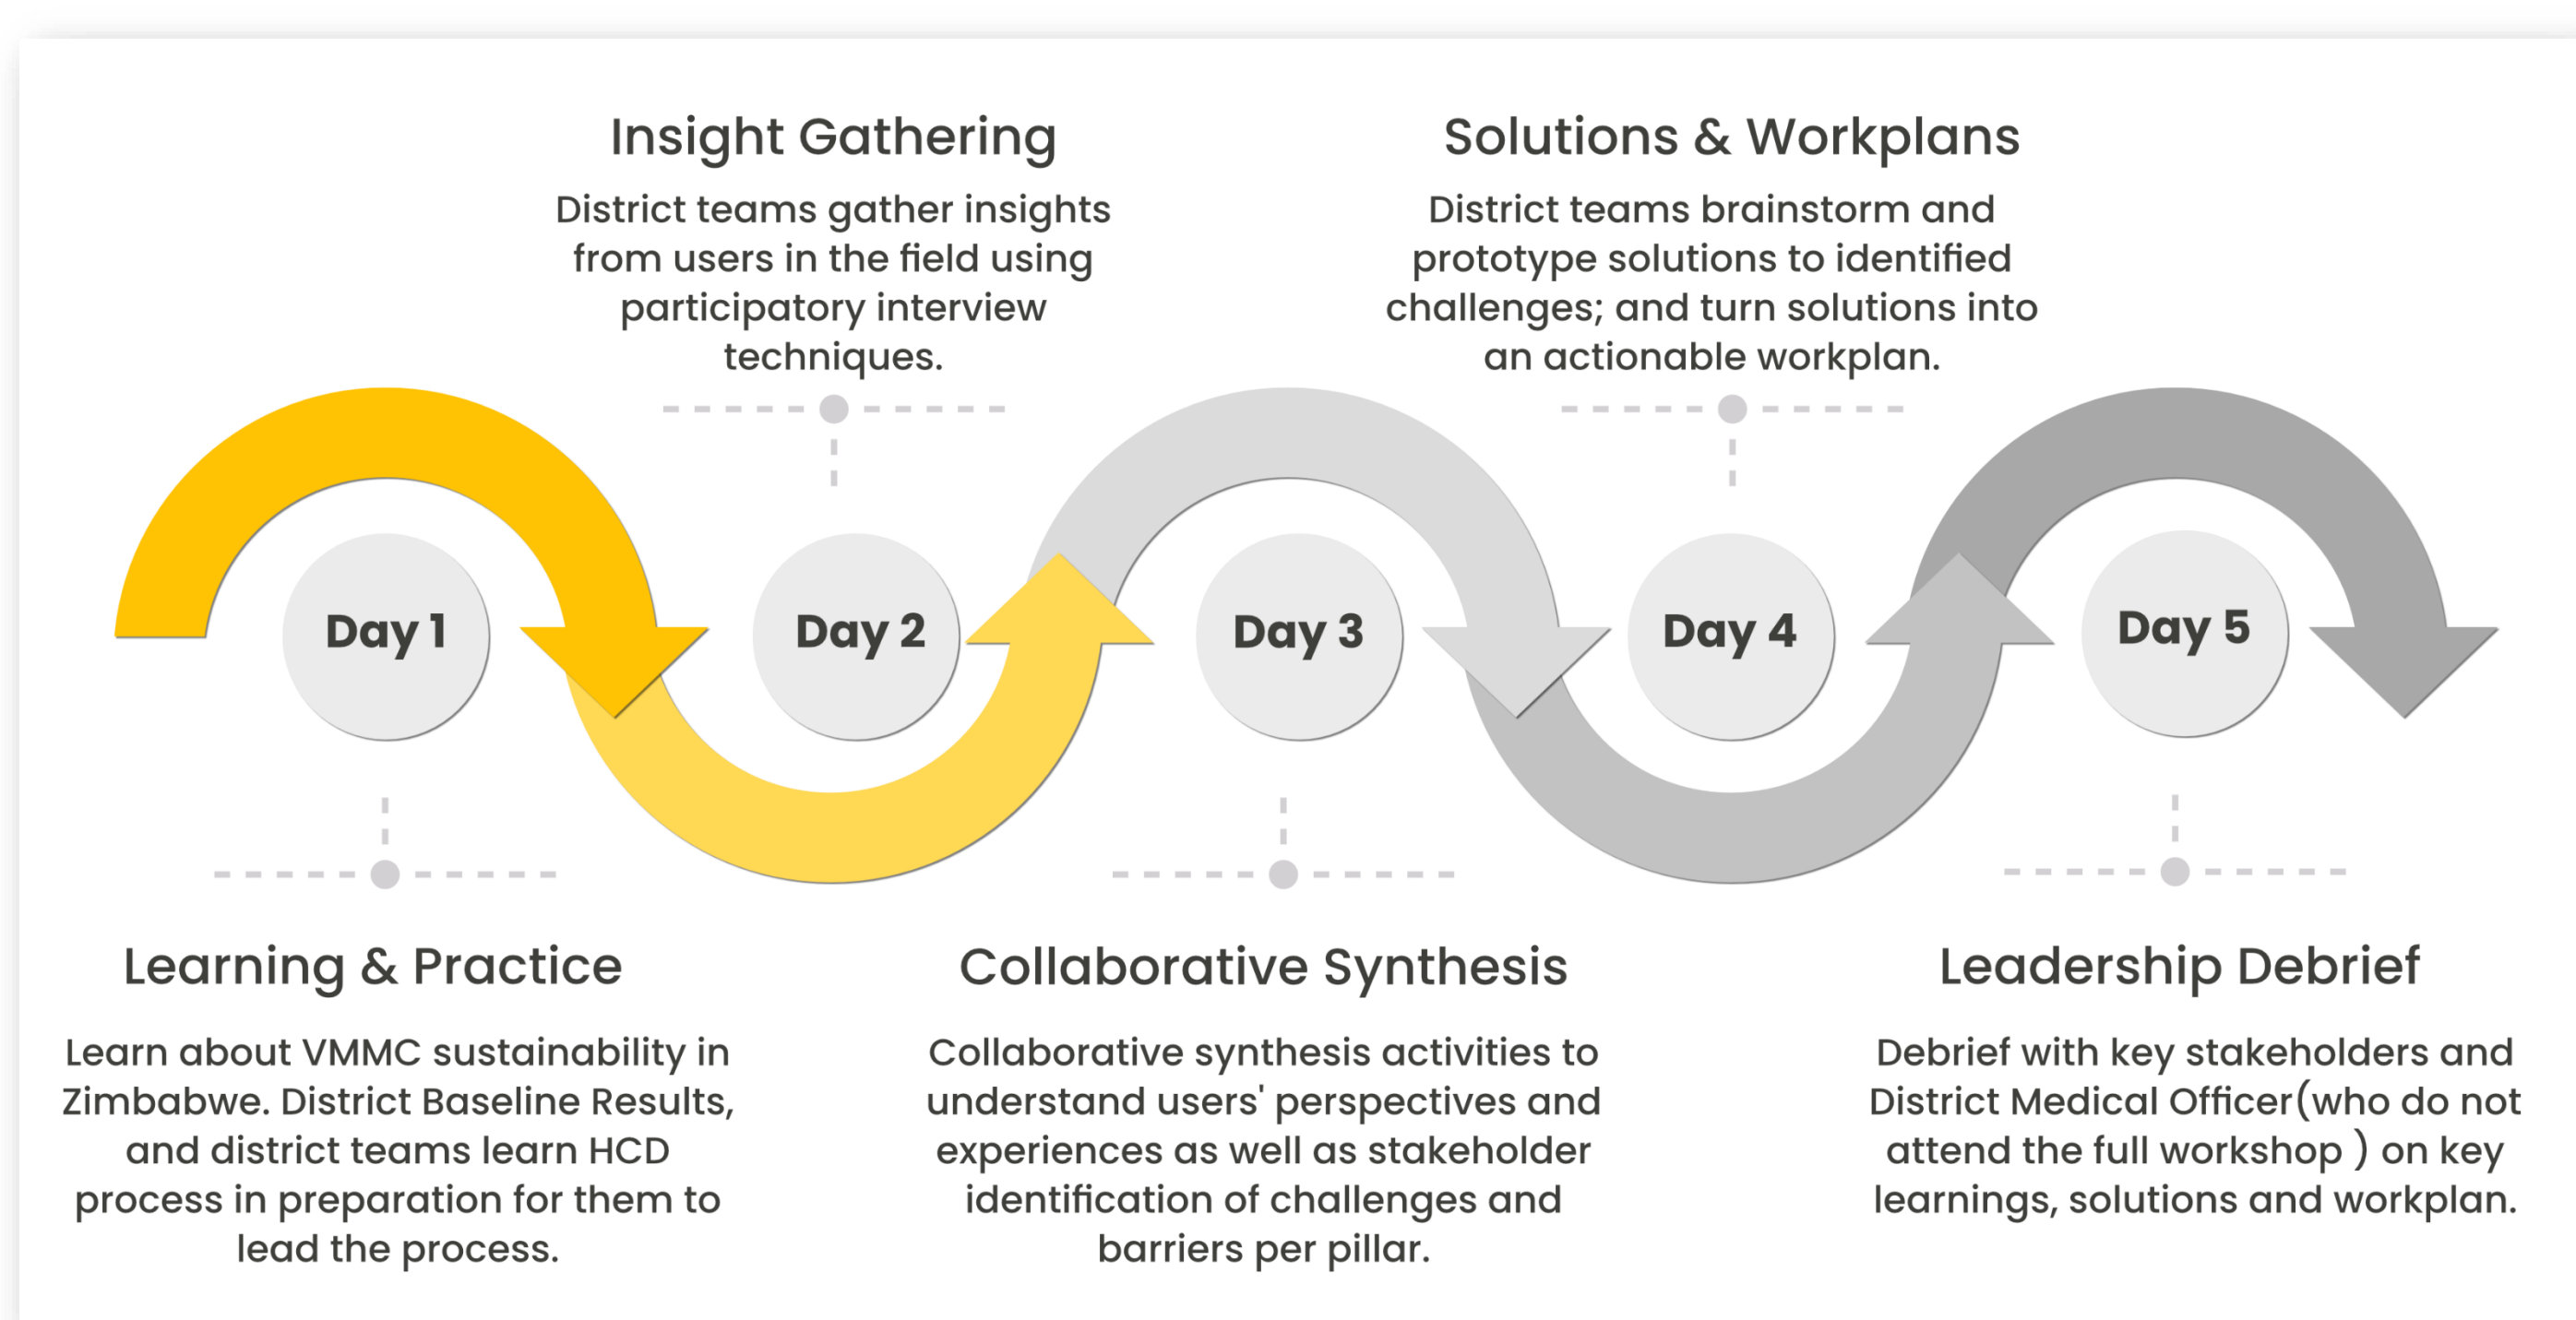 Insight Gathering
District teams gather insights
from users in the field using
participatory interview
techniques.
Solutions & Workplans
District teams brainstorm and
prototype solutions to identified
challenges; and turn solutions into
an actionable workplan.
Day 1
Day 2
Day 3
Day 4
Day 5
Learning & Practice
Learn about VMMC sustainability in
Zimbabwe. District Baseline Results,
and district teams learn HCD
process in preparation for them to
lead the process.
Collaborative Synthesis
Collaborative synthesis activities to
understand users' perspectives and
experiences as well as stakeholder
identification of challenges and
barriers per pillar.
Leadership Debrief
Debrief with key stakeholders and
District Medical Officer(who do not
attend the full workshop ) on key
learnings, solutions and workplan.